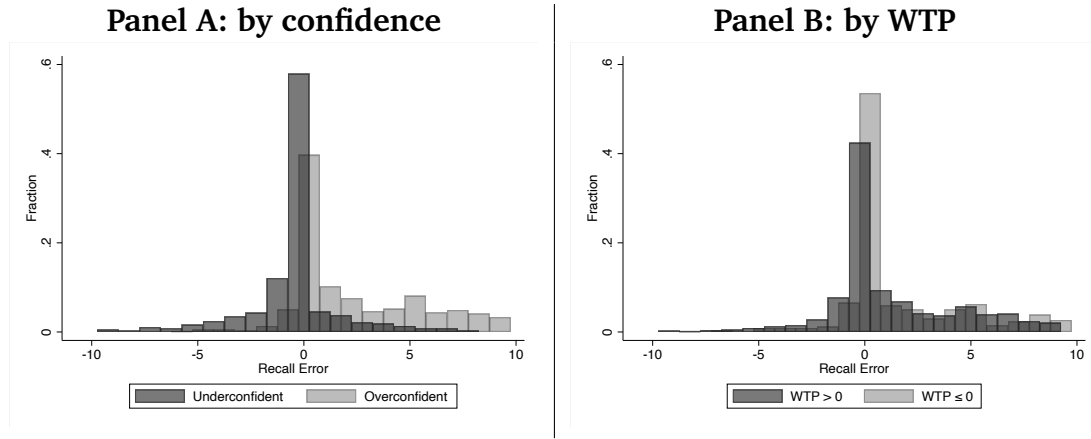 Panel A: by confidence
.6
.4
.2
0
Fraction
-10
-5
0
5
10
Recall Error
Underconfident
Overconfident
Panel B: by WTP
.6
.4
.2
0
Fraction
-10
-5
0
5
10
Recall Error
WTP > 0
WTP ≤ 0